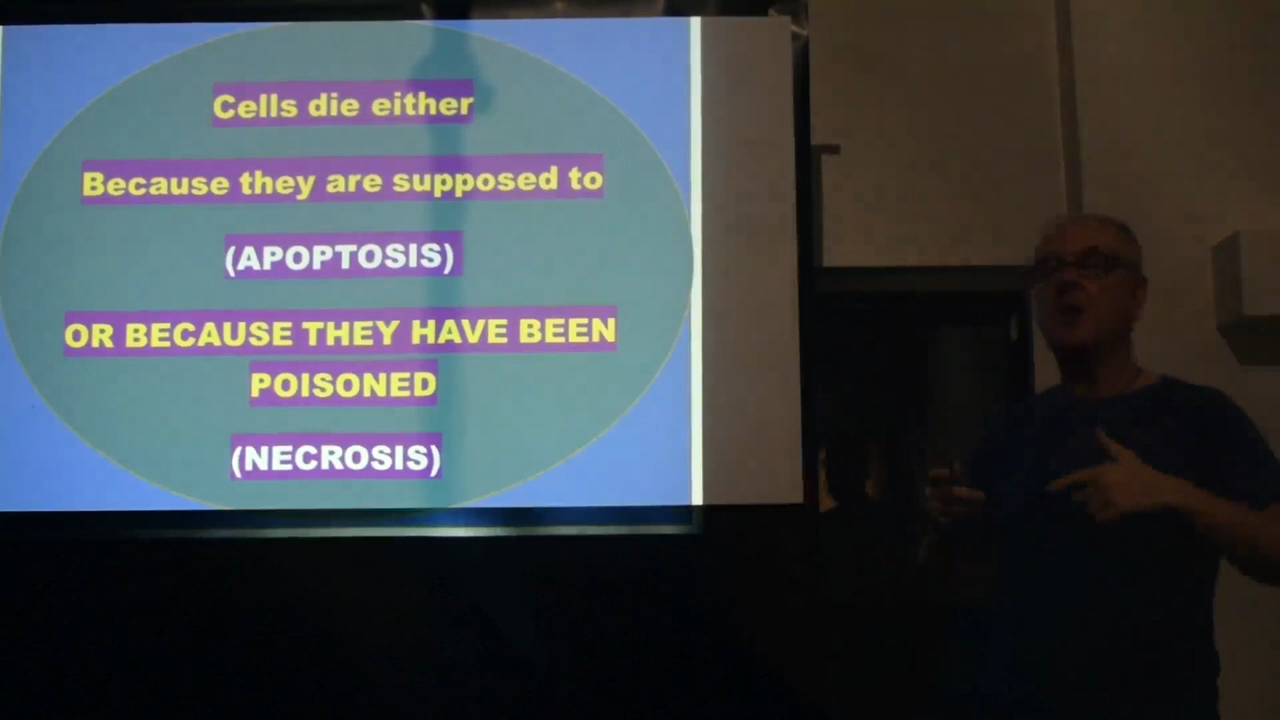 Cells die either
Because they are supposed to
(APOPTOSIS)
OR BECAUSE THEY HAVE BEEN
POISONED
(NECROSIS)